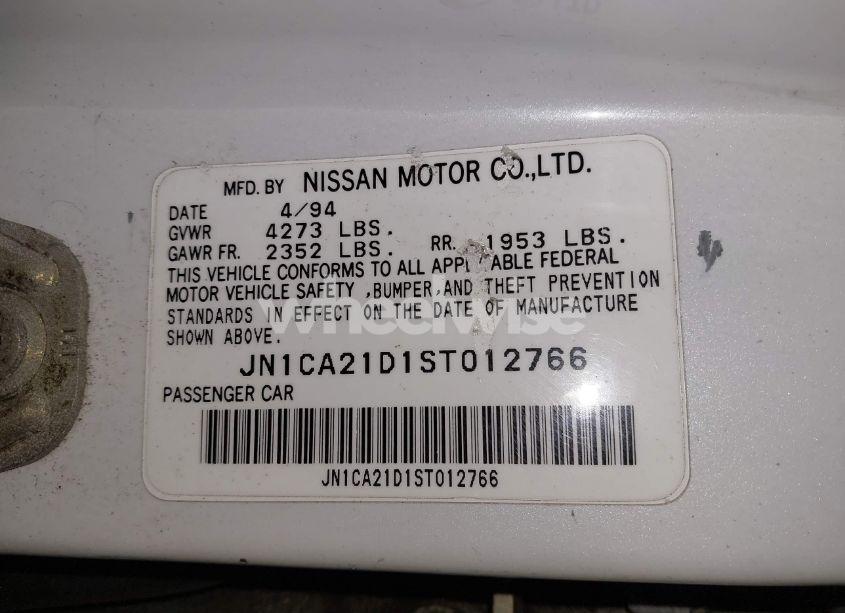 MFD. BY NISSAN MOTOR CO.,LTD.
DATE 4/94
GVWR 4273 LBS.
GAWR FR. 2352 LBS. RR. 1953 LBS.
THIS VEHICLE CONFORMS TO ALL FEDERAL
MOTOR VEHICLE SAFETY ,BUMPER,AND THEFT PREVENTION
STANDARDS IN EFFECT ON THE DATE OF MANUFACTURE
SHOWN ABOVE.
wheelwise
JN1CA21D1ST012766
PASSENGER CAR
JN1CA21D1ST012766